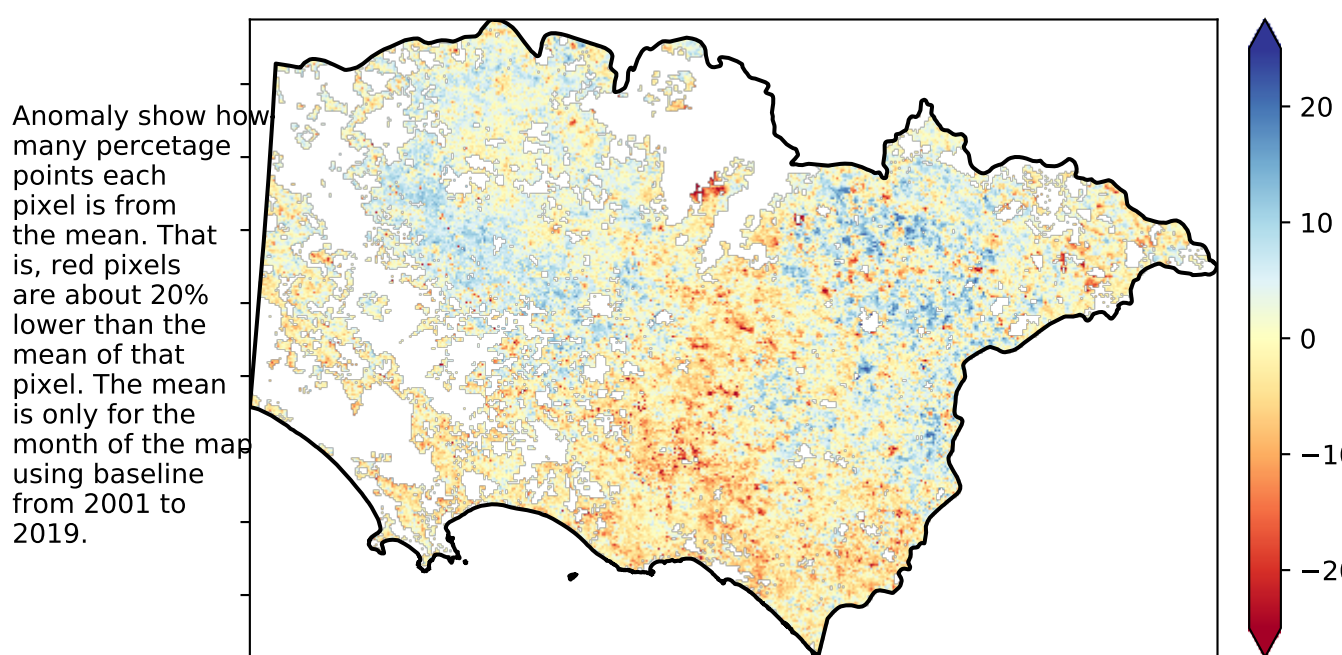 Anomaly show how
many percetage
points each
pixel is from
the mean. That
is, red pixels
are about 20%
lower than the
mean of that
pixel. The mean
is only for the
month of the map
using baseline
from 2001 to
2019.
20
10
0
−10
−20